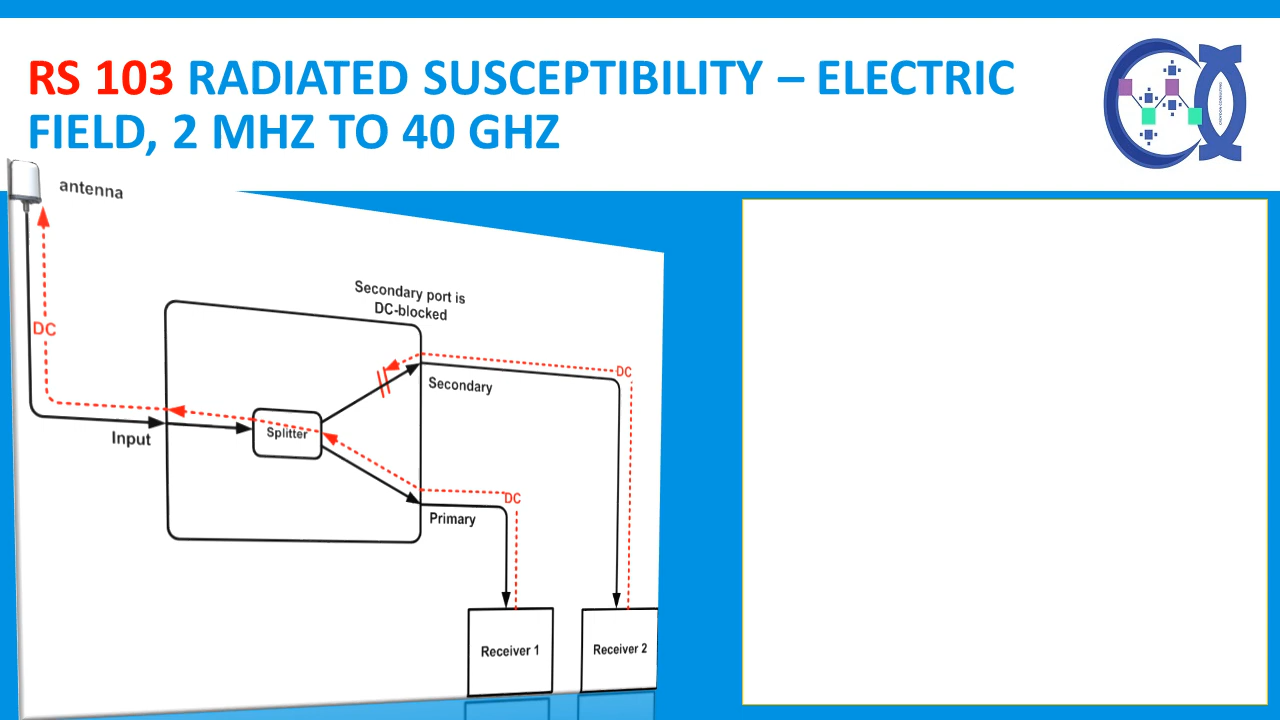 RS 103 RADIATED SUSCEPTIBILITY – ELECTRIC
FIELD, 2 MHZ TO 40 GHZ
antenna
Secondary port is
DC-blocked
DC
DC
Secondary
Input
Splitter
DC
Primary
Receiver 1
Receiver 2